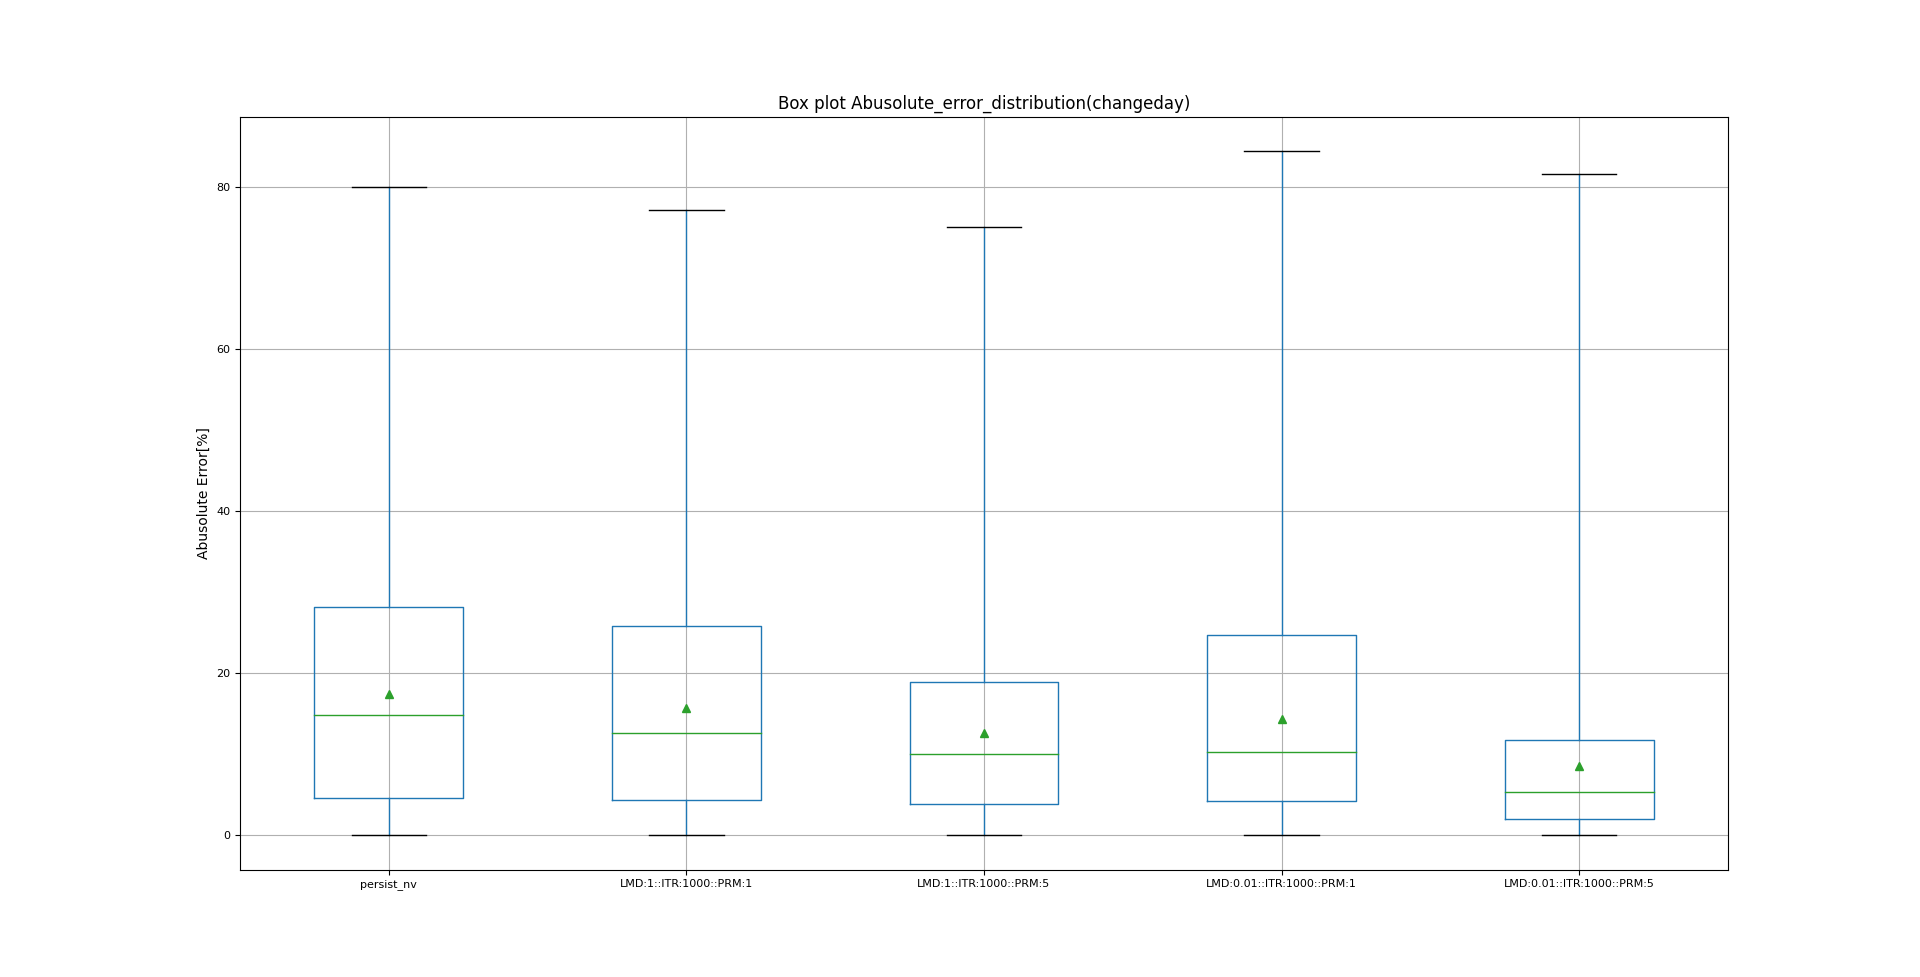 Box plot Abusolute_error_distribution(changeday)
Abusolute Error[%]
80
60
40
20
0
persist_nv
LMD:1::ITR:1000::PRM:1
LMD:1::ITR:1000::PRM:5
LMD:0.01::ITR:1000::PRM:1
LMD:0.01::ITR:1000::PRM:5